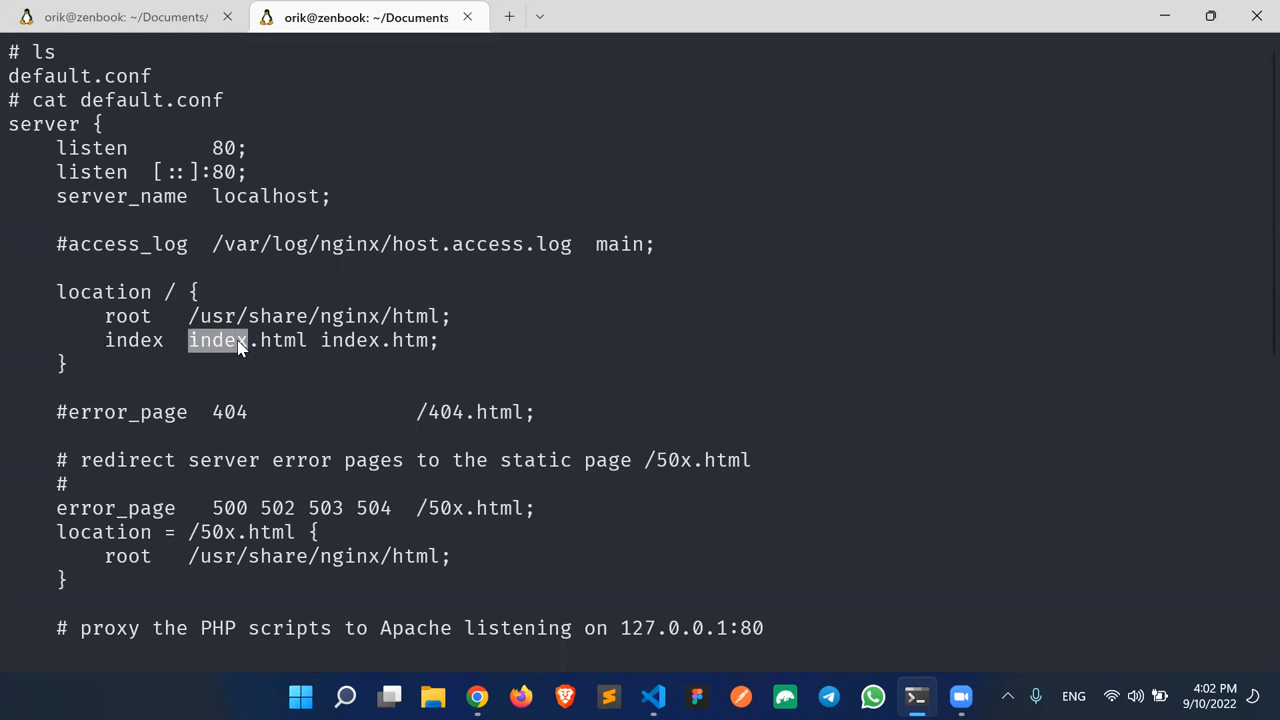 orik@zenbook: ~/Documents/
orik@zenbook: ~/Documents
# ls
default.conf
# cat default.conf
server {
    listen       80;
    listen  [::]:80;
    server_name  localhost;
    #access_log  /var/log/nginx/host.access.log  main;
    location / {
        root   /usr/share/nginx/html;
        index  index.html index.htm;
    }
    #error_page  404              /404.html;
    # redirect server error pages to the static page /50x.html
    #
    error_page   500 502 503 504  /50x.html;
    location = /50x.html {
        root   /usr/share/nginx/html;
    }
    # proxy the PHP scripts to Apache listening on 127.0.0.1:80
ENG
4:02 PM
9/10/2022